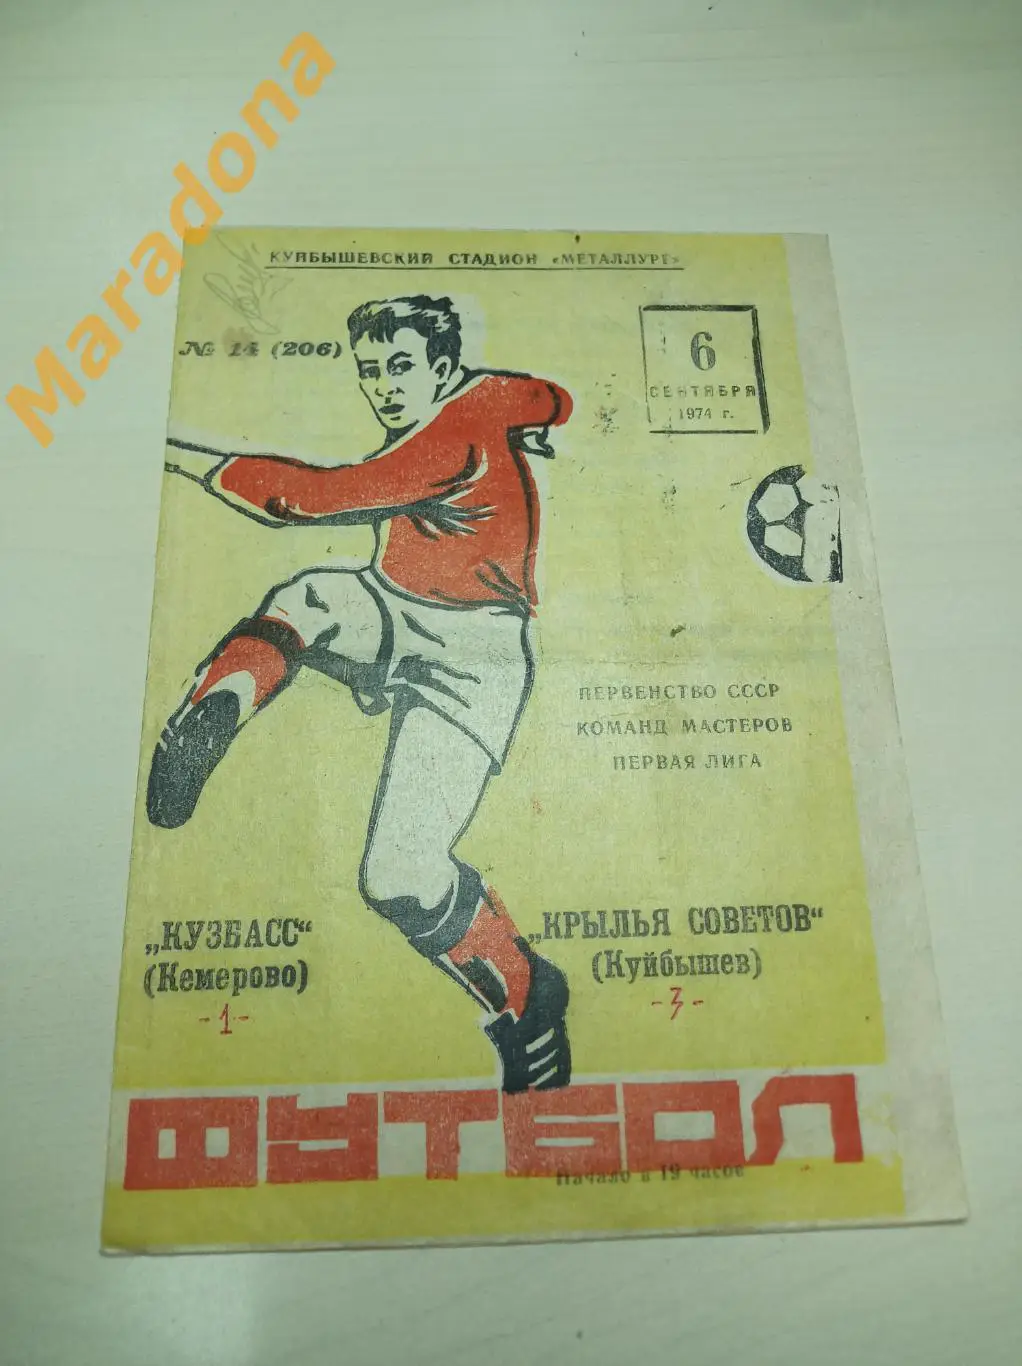 Maradona
КУЙБЫШЕВСКИЙ СТАДИОН «МЕТАЛЛУРГ»
№ 14 (206)
6
СЕНТЯБРЯ
1974 г.
ПЕРВЕНСТВО СССР
КОМАНД МАСТЕРОВ
ПЕРВАЯ ЛИГА
„КУЗБАСС“
(Кемерово)
-1-
„КРЫЛЬЯ СОВЕТОВ“
(Куйбышев)
-3-
ФУТБОЛ
Начало в 19 часов